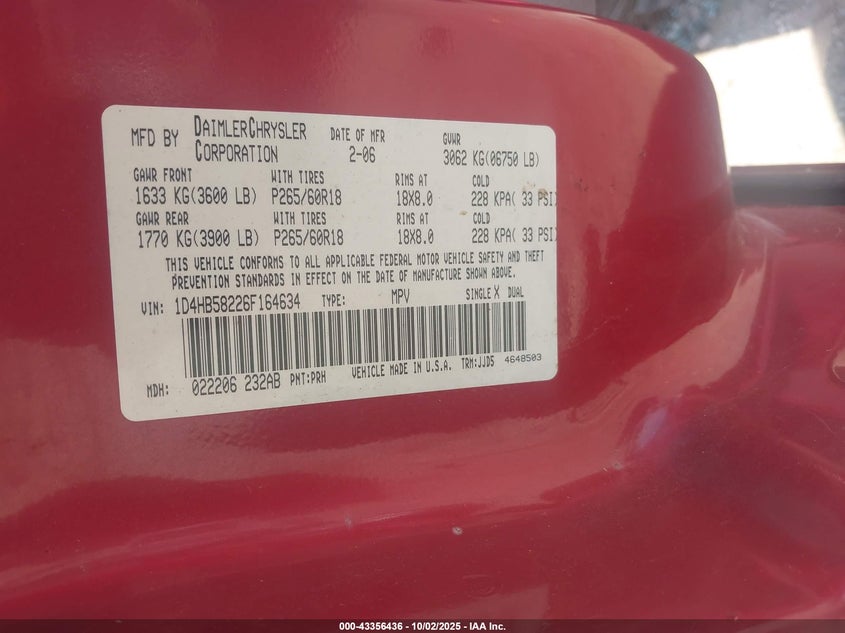 MFD BY DAIMLERCHRYSLER CORPORATION DATE OF MFR 2-06 GVWR 3062 KG(06750 LB)
GAWR FRONT WITH TIRES RIMS AT COLD
1633 KG(3600 LB) P265/60R18 18X8.0 228 KPA( 33 PSI)
GAWR REAR WITH TIRES RIMS AT COLD
1770 KG(3900 LB) P265/60R18 18X8.0 228 KPA( 33 PSI)
THIS VEHICLE CONFORMS TO ALL APPLICABLE FEDERAL MOTOR VEHICLE SAFETY AND THEFT
PREVENTION STANDARDS IN EFFECT ON THE DATE OF MANUFACTURE SHOWN ABOVE.
VIN: 1D4HB58226F164634 TYPE: MPV SINGLE X DUAL
MDH: 022206 232AB PNT:PRH VEHICLE MADE IN U.S.A. TRM:JJD5 4648503
000-43356436 - 10/02/2025 - IAA Inc.